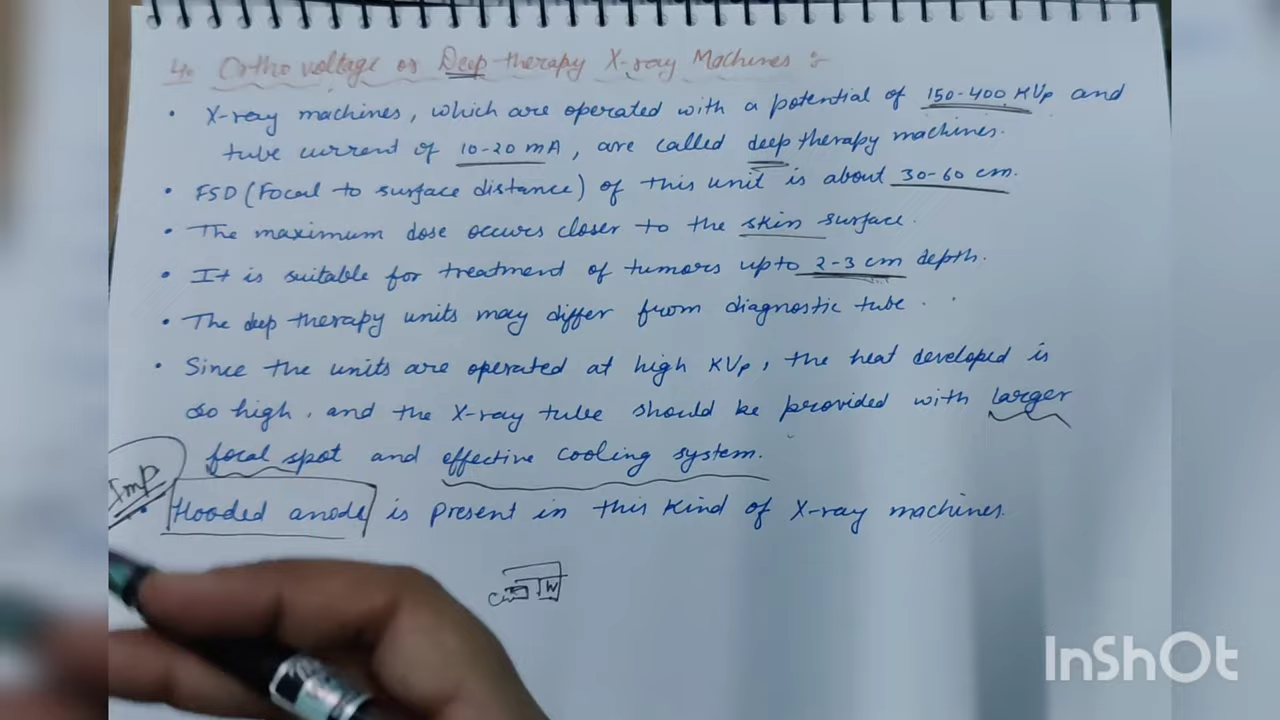 4. Ortho voltage or Deep therapy X-ray Machines :-
• X-ray machines, which are operated with a potential of 150-400 KVp and
tube current of 10-20 mA, are called deep therapy machines.
• FSD (Focal to surface distance) of this unit is about 30-60 cm.
• The maximum dose occurs closer to the skin surface.
• It is suitable for treatment of tumors upto 2-3 cm depth.
• The deep therapy units may differ from diagnostic tube.
• Since the units are operated at high KVp, the heat developed is
so high, and the X-ray tube should be provided with larger
focal spot and effective cooling system.
Imp
• Hooded anode is present in this kind of X-ray machines.
W
InShOt